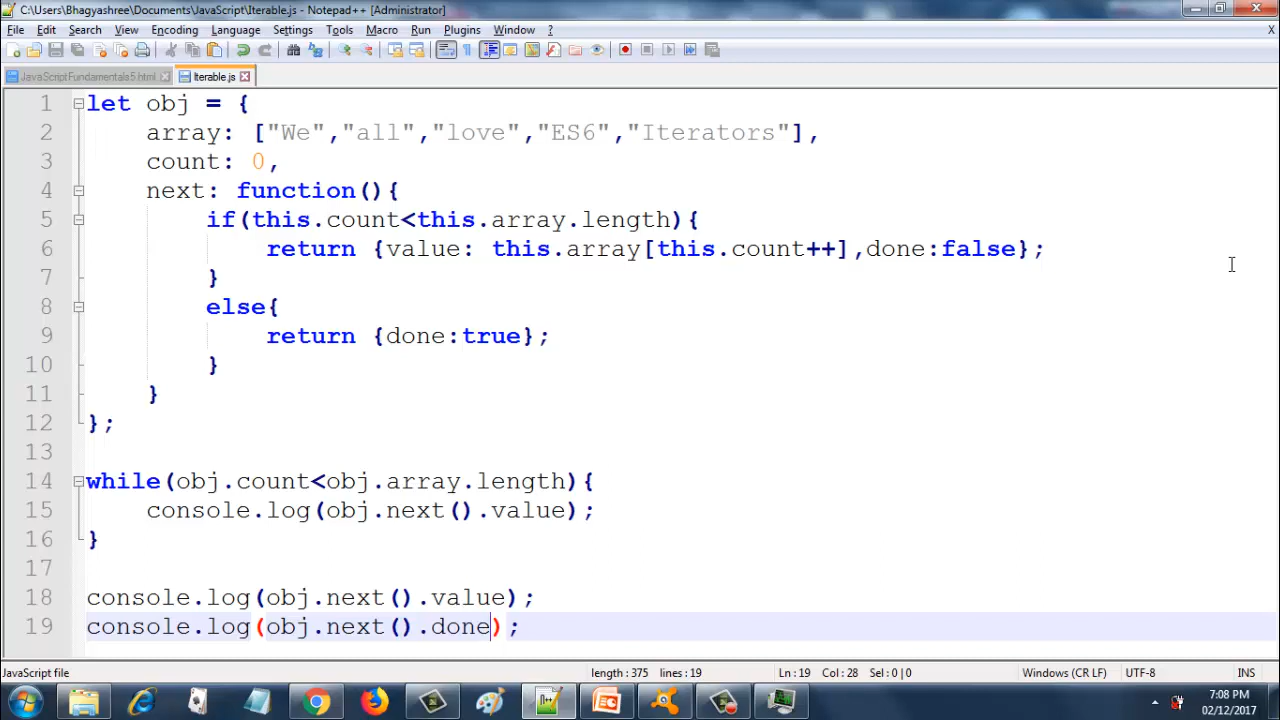 C:\Users\Bhagyashree\Documents\JavaScript\Iterable.js - Notepad++ [Administrator]
File Edit Search View Encoding Language Settings Tools Macro Run Plugins Window ? X
JavaScriptFundamentals5.html Iterable.js
1 let obj = {
2 array: ["We","all","love","ES6","Iterators"],
3 count: 0,
4 next: function(){
5 if(this.count<this.array.length){
6 return {value: this.array[this.count++],done:false};
7 }
8 else{
9 return {done:true};
10 }
11 }
12 };
13
14 while(obj.count<obj.array.length){
15 console.log(obj.next().value);
16 }
17
18 console.log(obj.next().value);
19 console.log(obj.next().done);
JavaScript file length : 375 lines : 19 Ln : 19 Col : 28 Sel : 0 | 0 Windows (CR LF) UTF-8 INS
7:08 PM
02/12/2017